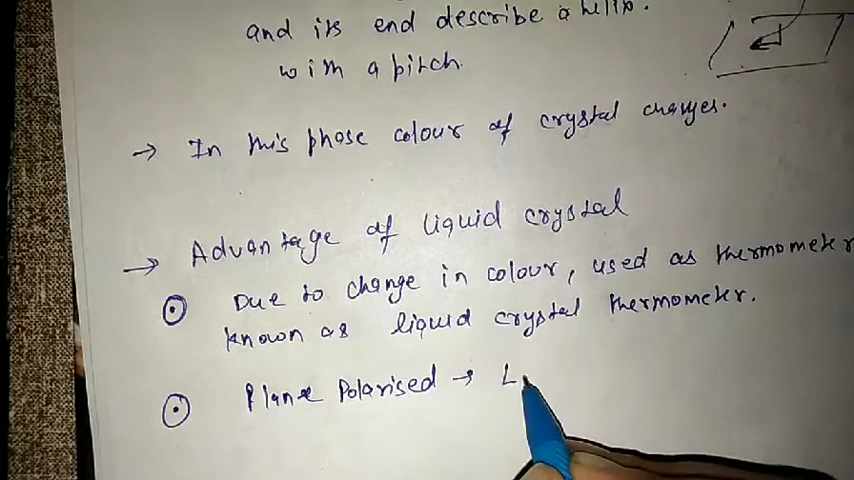 and its end describe a helix.
with a pitch.
→ In this phase colour of crystal changes.
→ Advantage of liquid crystal
Due to change in colour, used as thermometer
known as liquid crystal thermometer.
Plane Polarised → L